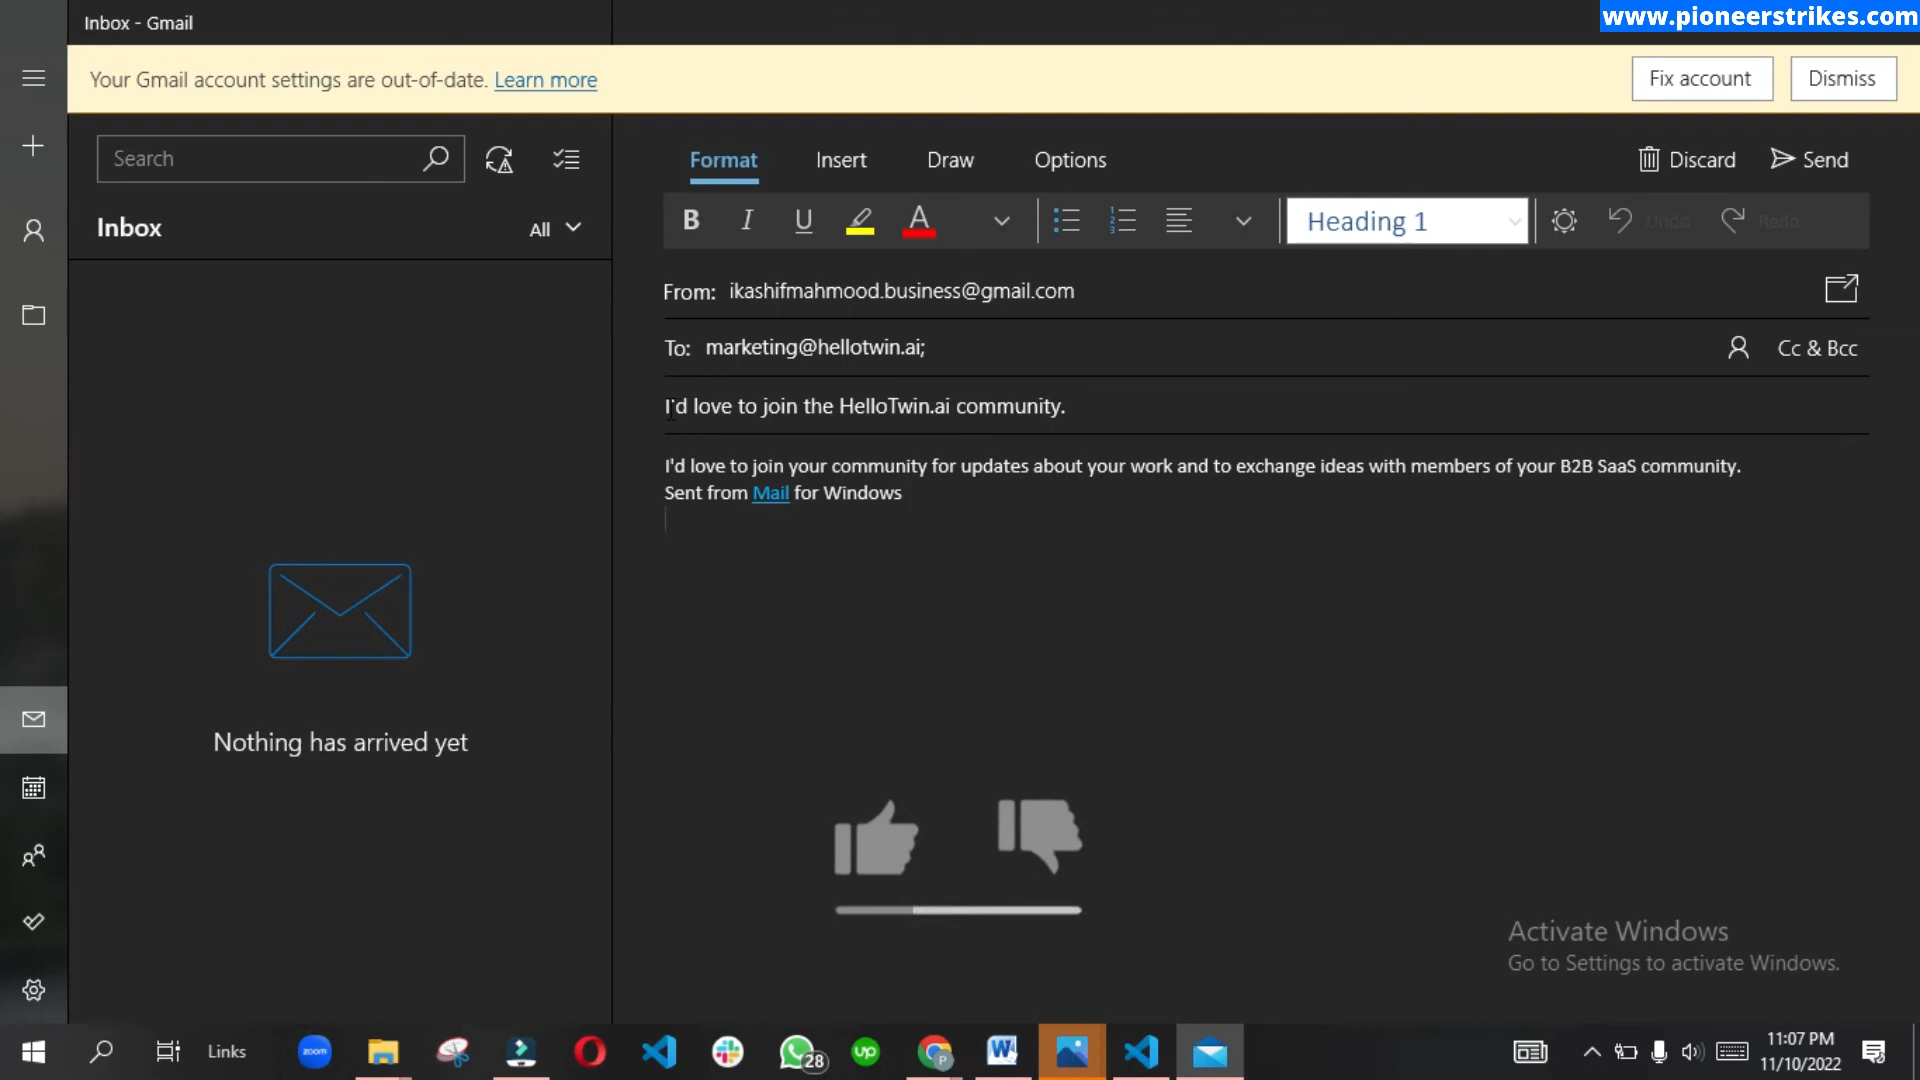 Inbox - Gmail
www.pioneerstrikes.com
Your Gmail account settings are out-of-date. Learn more
Fix account
Dismiss
Search
Format
Insert
Draw
Options
Discard
Send
Inbox
All
B I U A
Heading 1
Undo
Redo
From: ikashifmahmood.business@gmail.com
To: marketing@hellotwin.ai;
Cc & Bcc
I'd love to join the HelloTwin.ai community.
I'd love to join your community for updates about your work and to exchange ideas with members of your B2B SaaS community.
Sent from Mail for Windows
Nothing has arrived yet
Activate Windows
Go to Settings to activate Windows.
Links
zoom
28
up
P
W
11:07 PM
11/10/2022